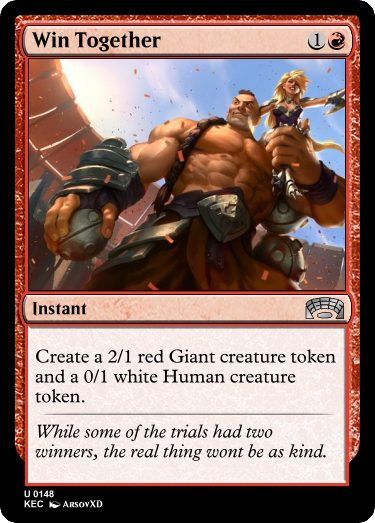 Win Together 1
Instant
Create a 2/1 red Giant creature token
and a 0/1 white Human creature
token.
While some of the trials had two
winners, the real thing wont be as kind.
U 0148
KEC ArsovXD